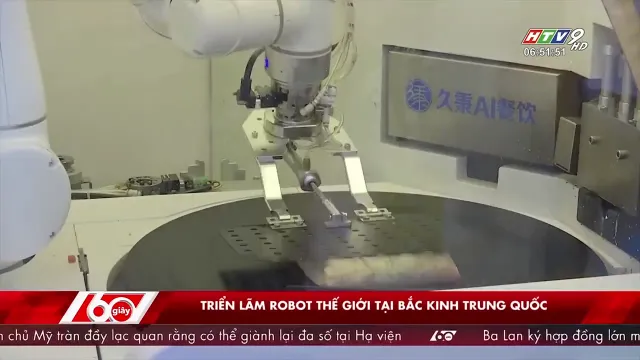 HTV9 HD
06:51:51
久秉AI餐饮
60 giây
TRIỂN LÃM ROBOT THẾ GIỚI TẠI BẮC KINH TRUNG QUỐC
chủ Mỹ tràn đầy lạc quan rằng có thể giành lại đa số tại Hạ viện 60 Ba Lan ký hợp đồng lớn